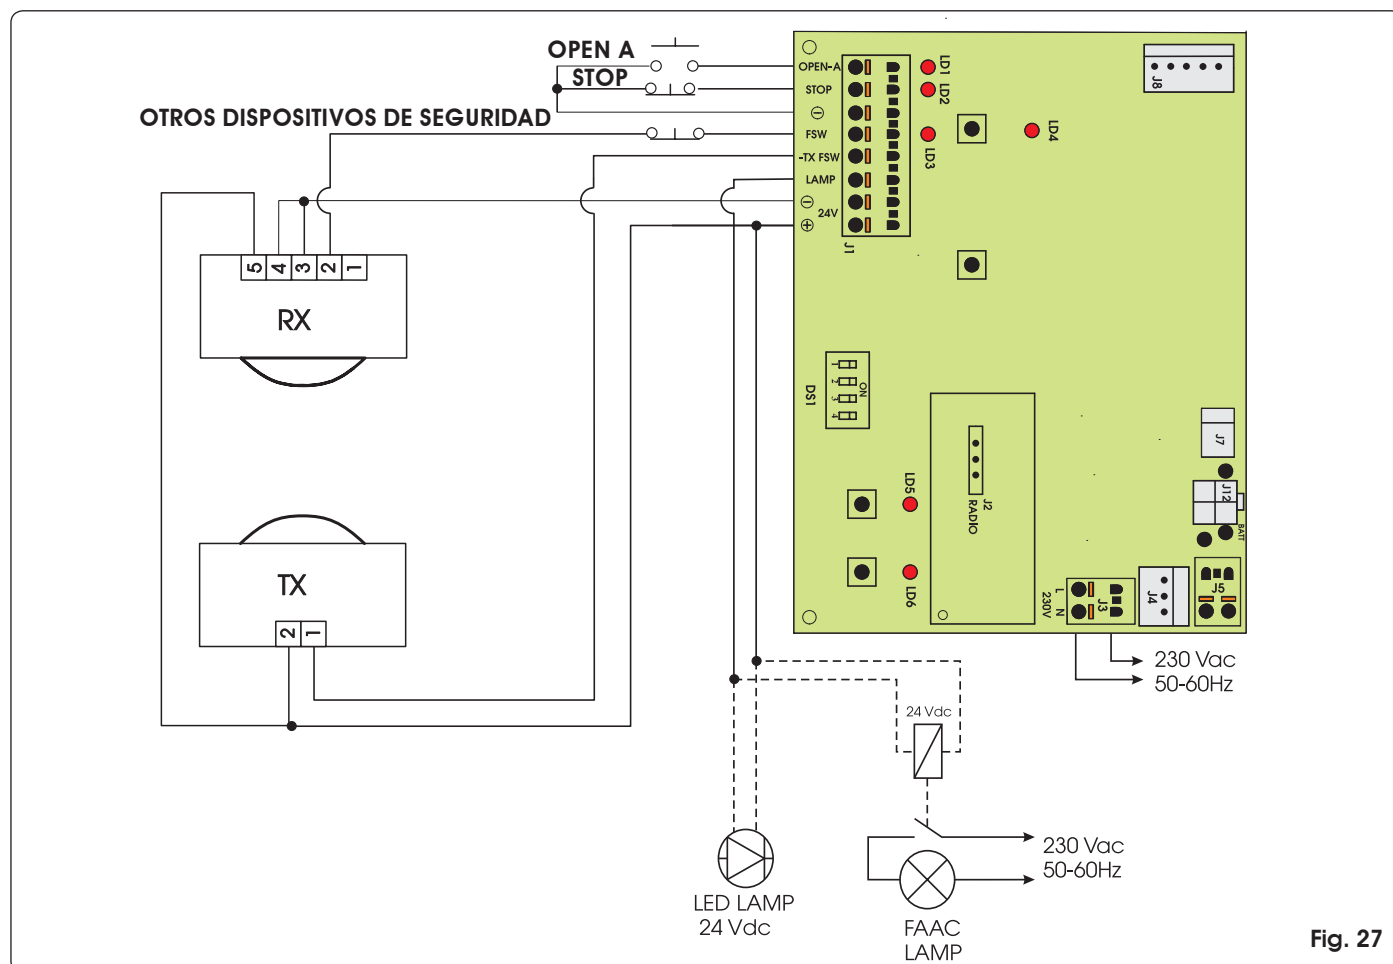 OPEN A
STOP
OTROS DISPOSITIVOS DE SEGURIDAD
OPEN-A
STOP
⊖
FSW
-TX FSW
LAMP
⊖
24V
⊕
J1
LD1
LD2
LD3
LD4
J8
5 4 3 2 1
RX
TX
2 1
DS1
1
2
3
4
ON
LD5
LD6
J2
RADIO
J7
J12
BATT
L
N
230V
J3
J4
J5
230 Vac
50-60Hz
24 Vdc
230 Vac
50-60Hz
LED LAMP
24 Vdc
FAAC
LAMP
Fig. 27